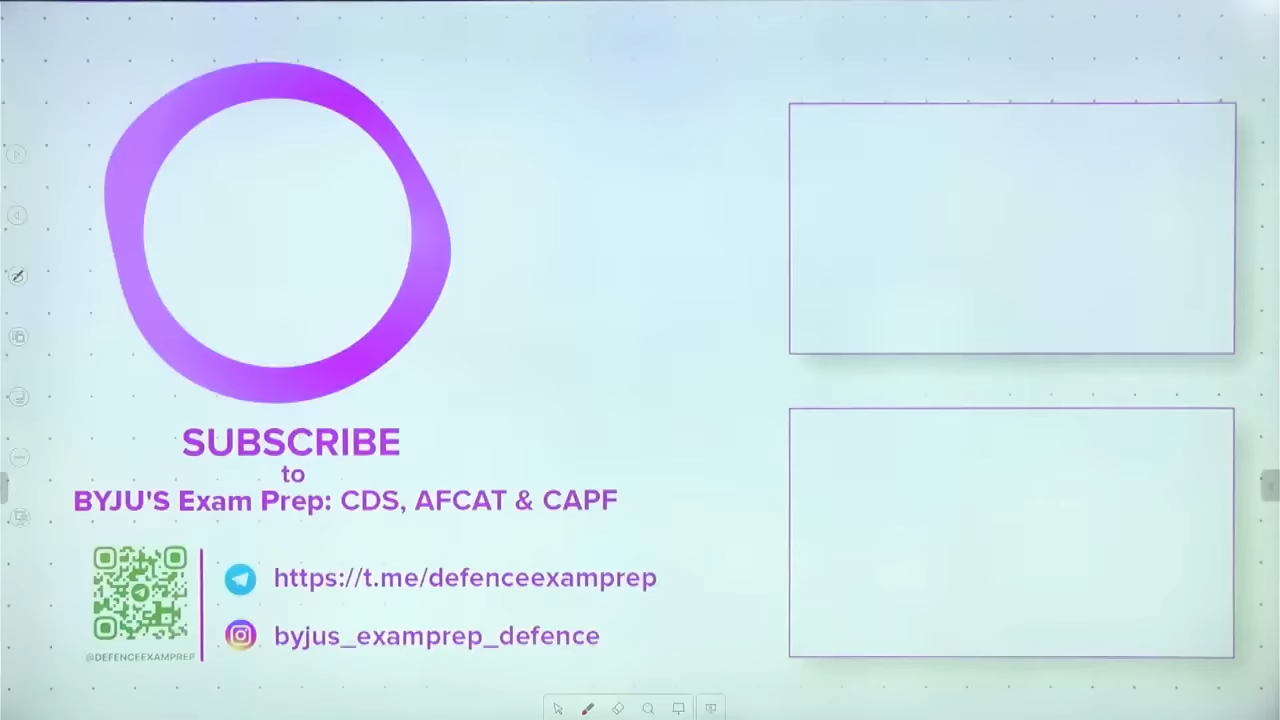 SUBSCRIBE
to
BYJU'S Exam Prep: CDS, AFCAT & CAPF
https://t.me/defenceexamprep
byjus_examprep_defence
@DEFENCEEXAMPREP